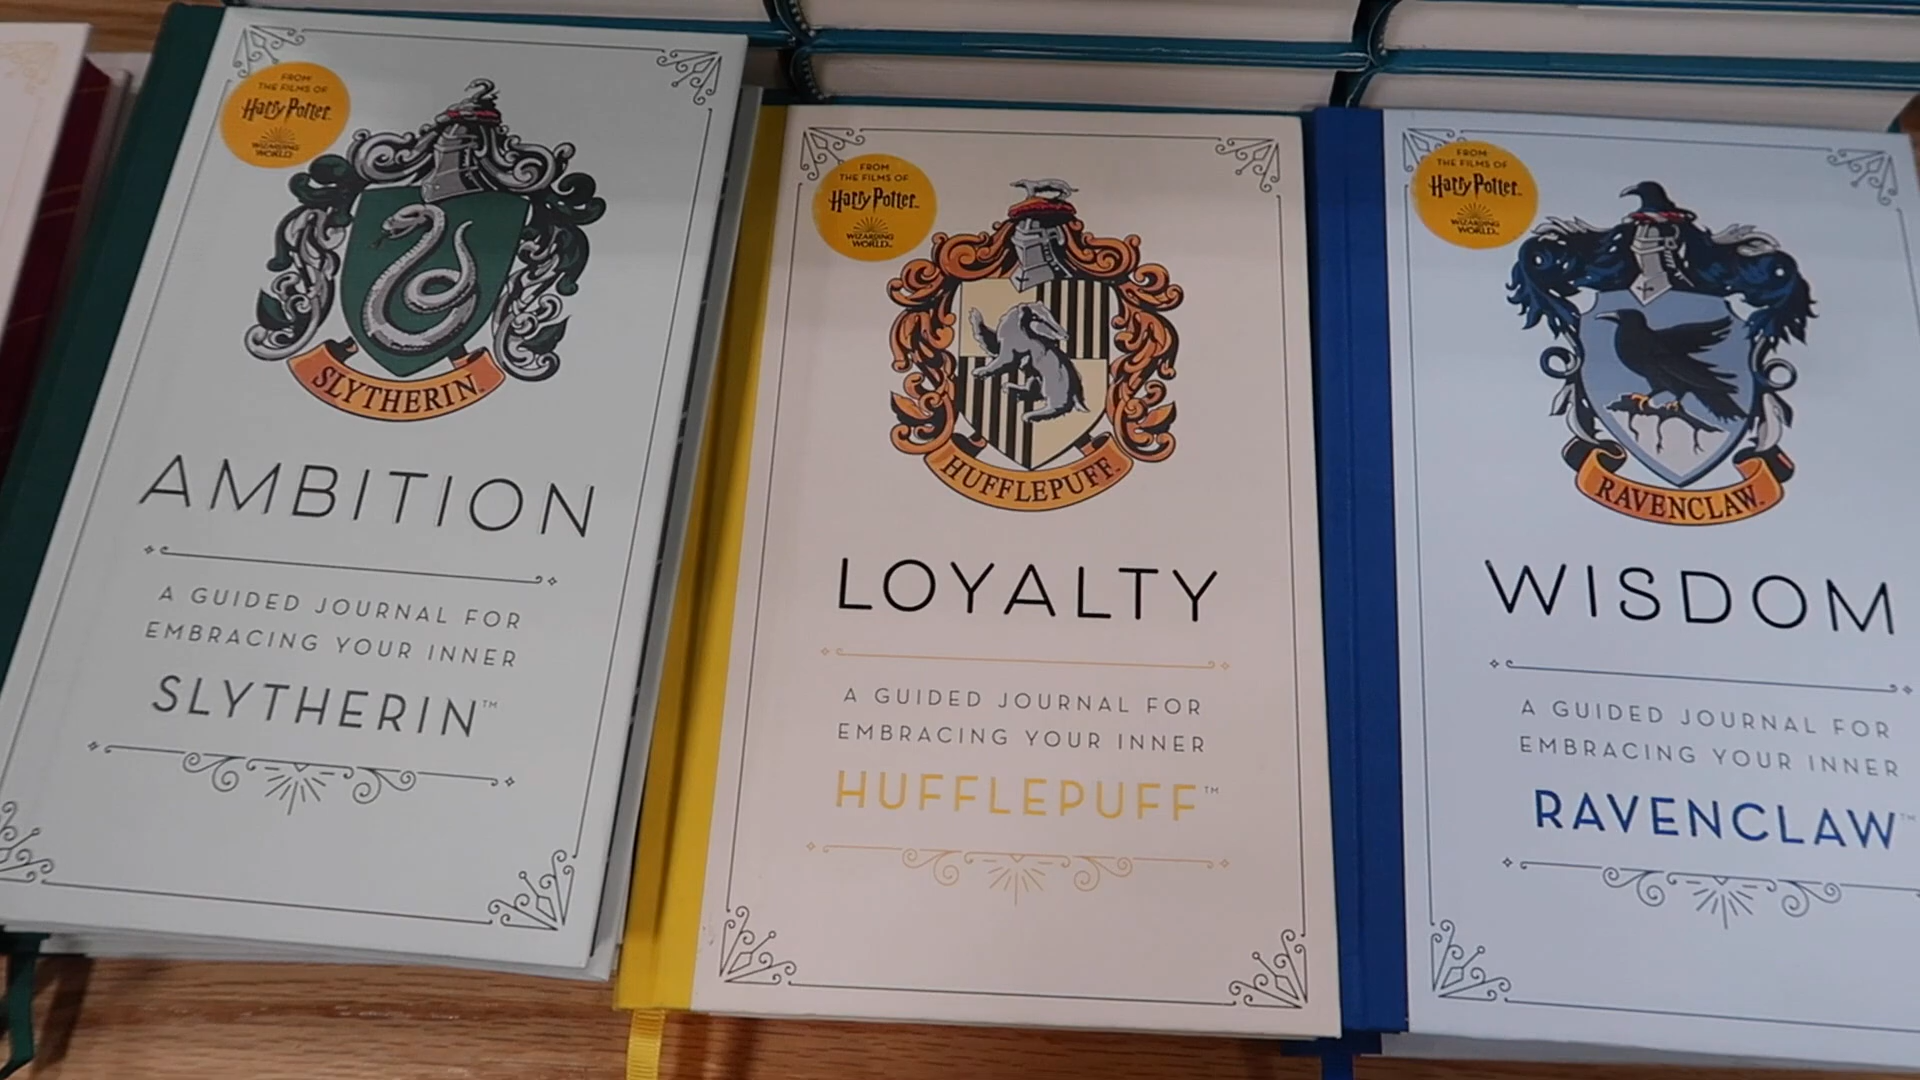 FROM
THE FILMS OF
Harry Potter
WIZARDING
WORLD
SLYTHERIN
AMBITION
A GUIDED JOURNAL FOR
EMBRACING YOUR INNER
SLYTHERIN™
FROM
THE FILMS OF
Harry Potter
WIZARDING
WORLD
HUFFLEPUFF
LOYALTY
A GUIDED JOURNAL FOR
EMBRACING YOUR INNER
HUFFLEPUFF™
FROM
THE FILMS OF
Harry Potter
WIZARDING
WORLD
RAVENCLAW
WISDOM
A GUIDED JOURNAL FOR
EMBRACING YOUR INNER
RAVENCLAW™